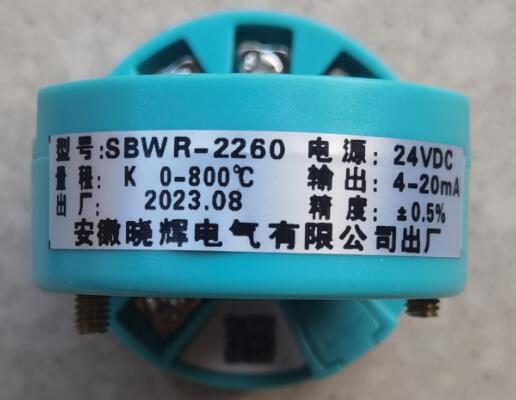 型号:SBWR-2260 电源: 24VDC
量程: K 0-800℃ 输出: 4-20mA
出厂: 2023.08 精度: ±0.5%
安徽晓辉电气有限公司出厂